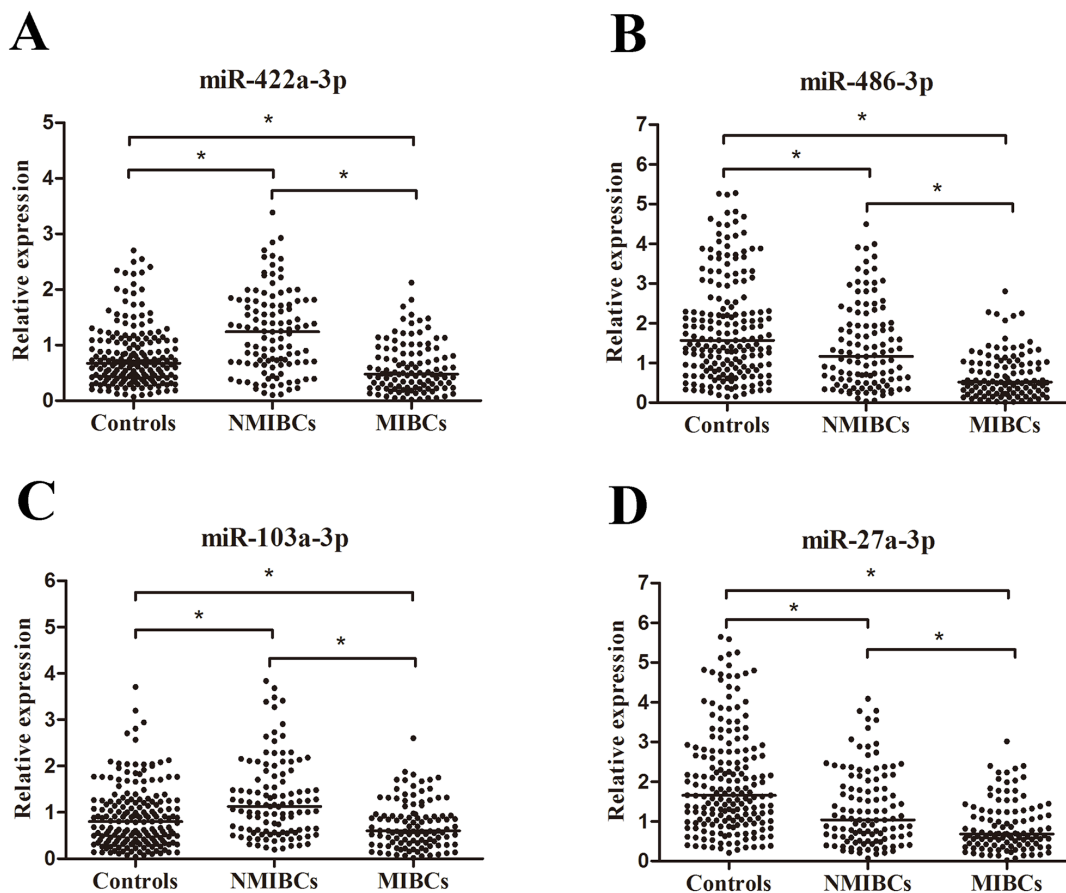 A
miR-422a-3p
Relative expression
5
4
3
2
1
0
*
*
*
Controls NMIBCs MIBCs
B
miR-486-3p
Relative expression
7
6
5
4
3
2
1
0
*
*
*
Controls NMIBCs MIBCs
C
miR-103a-3p
Relative expression
6
5
4
3
2
1
0
*
*
*
Controls NMIBCs MIBCs
D
miR-27a-3p
Relative expression
7
6
5
4
3
2
1
0
*
*
*
Controls NMIBCs MIBCs